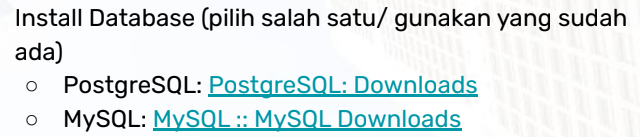 Install Database (pilih salah satu/ gunakan yang sudah
ada)
○ PostgreSQL: PostgreSQL: Downloads
○ MySQL: MySQL :: MySQL Downloads